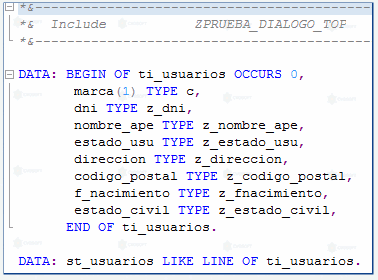 *&---------------------------------------------
*&  Include           ZPRUEBA_DIALOGO_TOP
*&---------------------------------------------
DATA: BEGIN OF ti_usuarios OCCURS 0,
marca(1) TYPE c,
dni TYPE z_dni,
nombre_ape TYPE z_nombre_ape,
estado_usu TYPE z_estado_usu,
direccion TYPE z_direccion,
codigo_postal TYPE z_codigo_postal,
f_nacimiento TYPE z_fnacimiento,
estado_civil TYPE z_estado_civil,
END OF ti_usuarios.
DATA: st_usuarios LIKE LINE OF ti_usuarios.